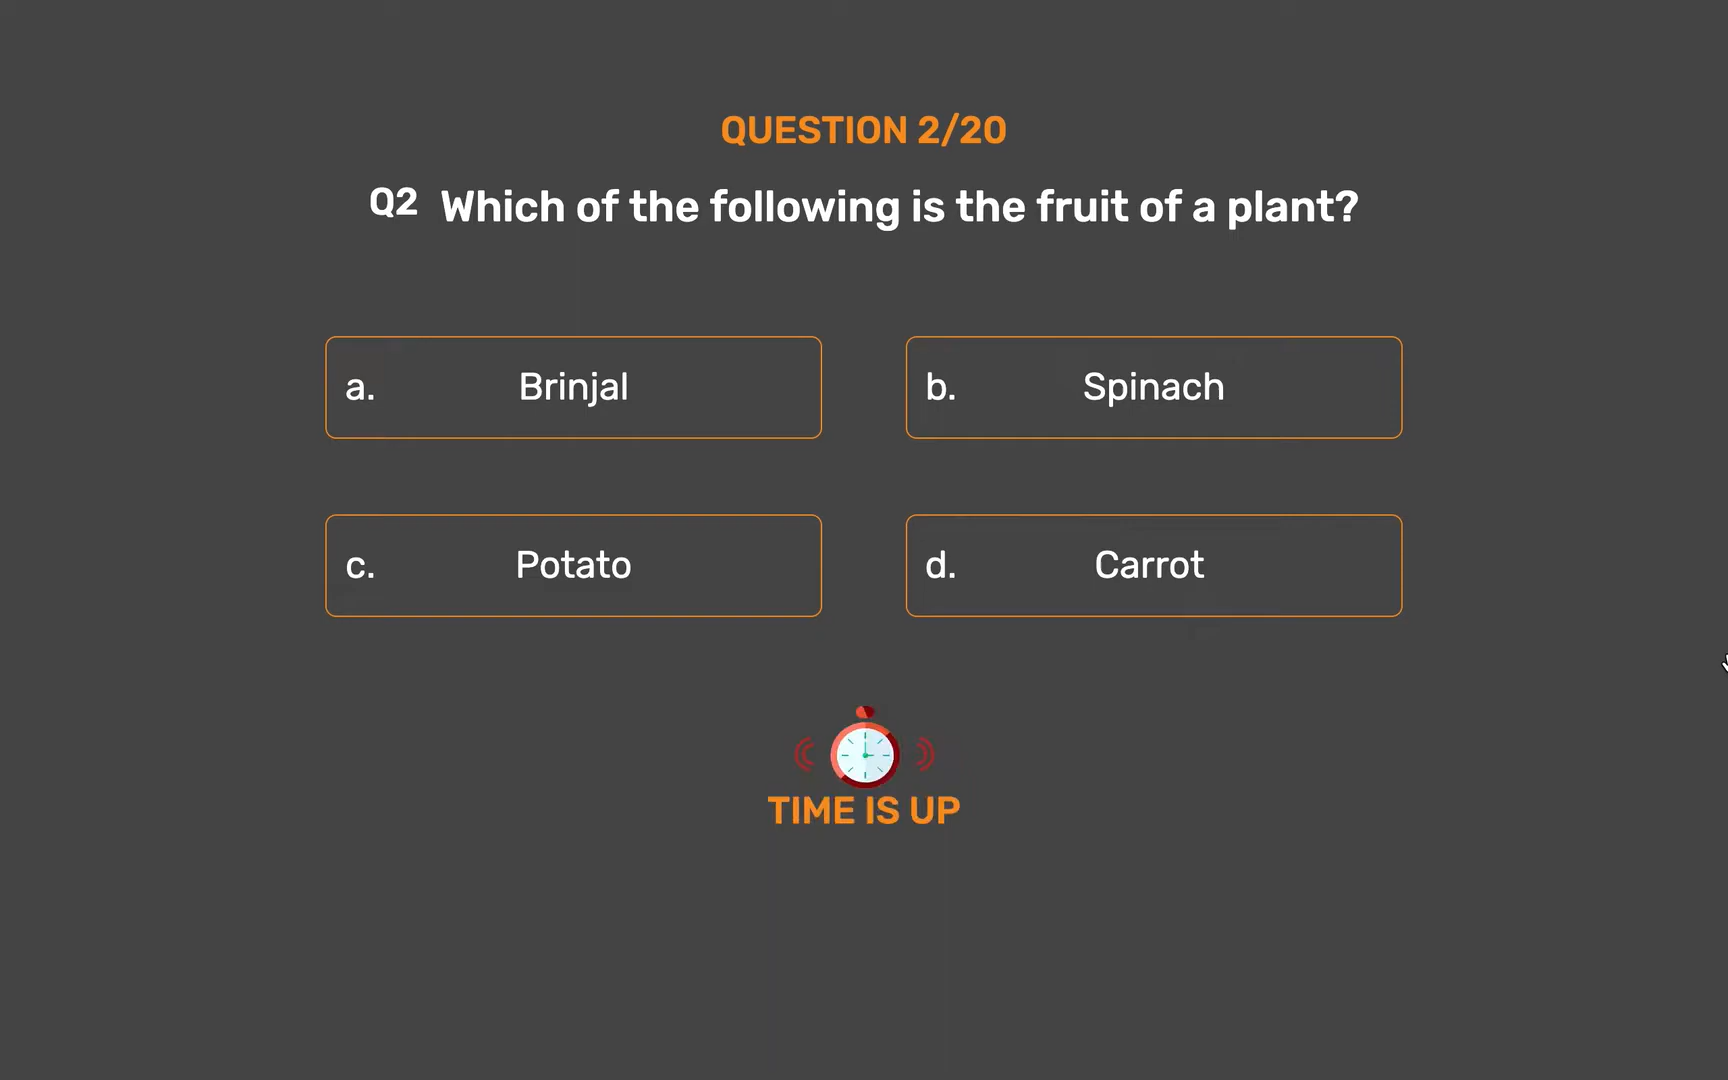 QUESTION 2/20
Q2 Which of the following is the fruit of a plant?
a. Brinjal
b. Spinach
c. Potato
d. Carrot
TIME IS UP